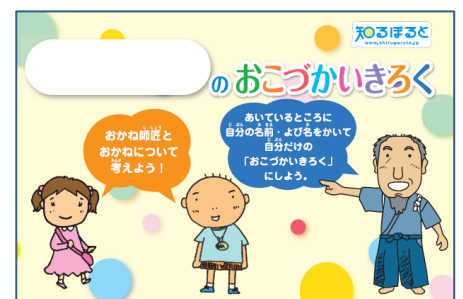 知るぽると
www.shiruporuto.jp
のおこづかいきろく
おかね師匠と
おかねについて
考えよう！
あいているところに
自分の名前・よび名をかいて
自分だけの
「おこづかいきろく」
にしよう。